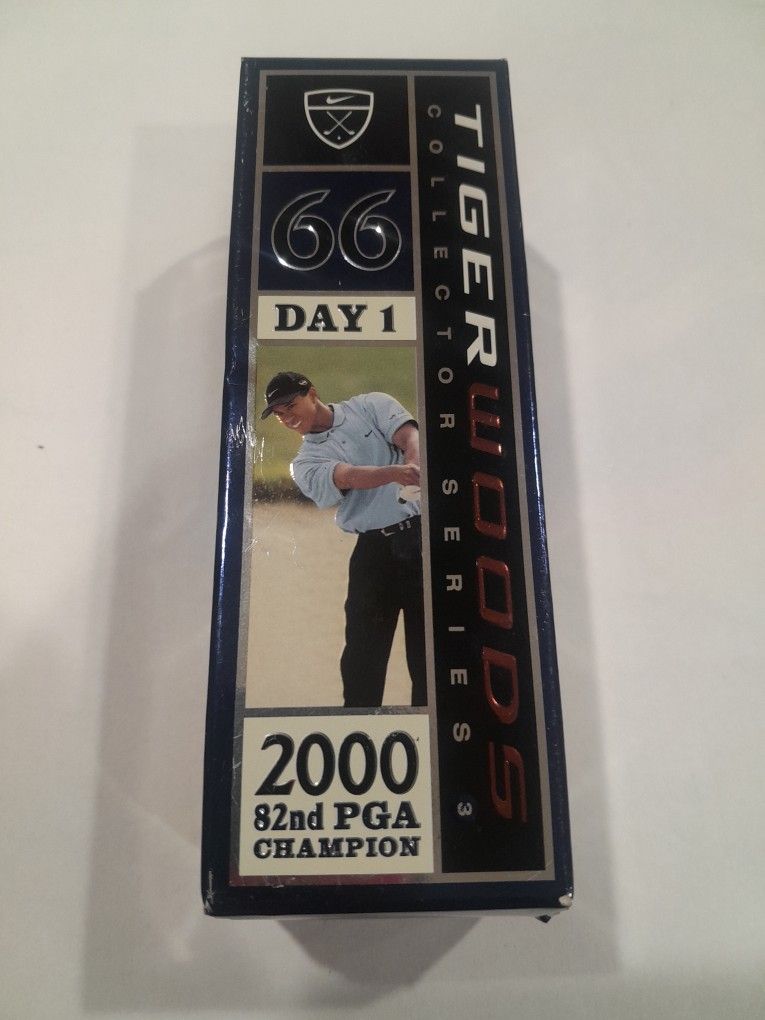 66
DAY 1
2000
82nd PGA
CHAMPION
TIGER WOODS
COLLECTOR SERIES 3